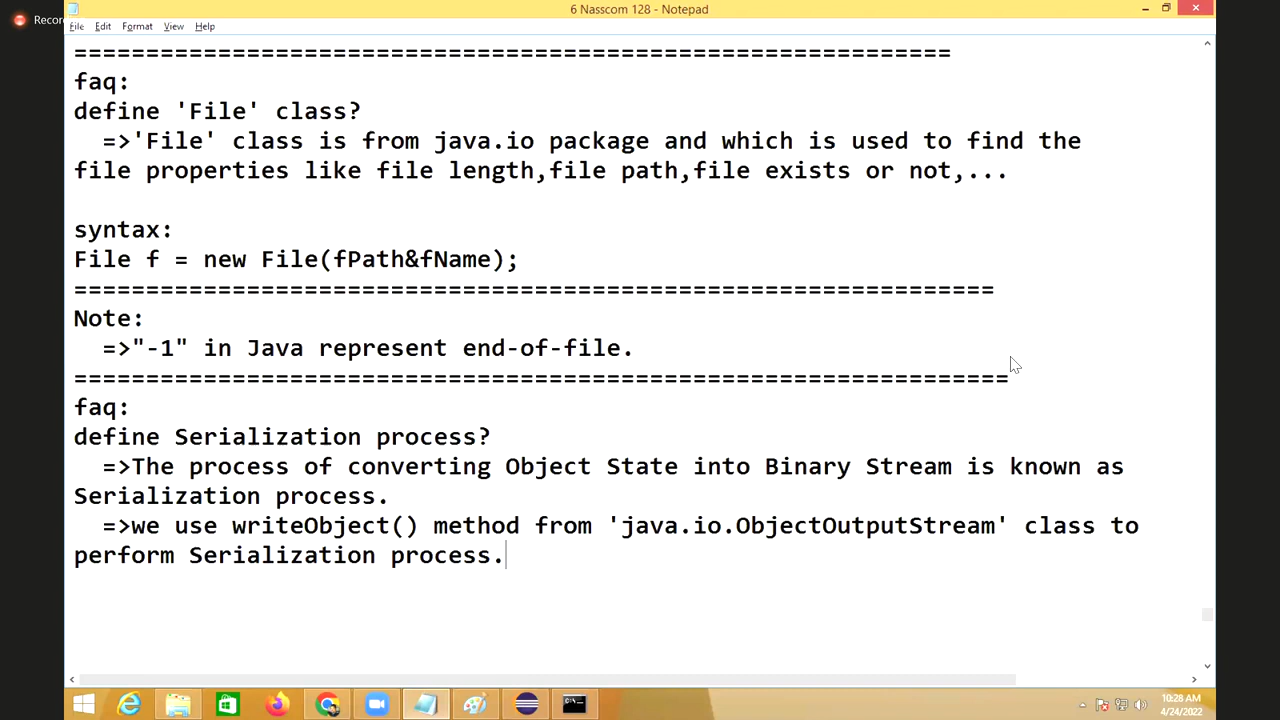 Recor
6 Nasscom 128 - Notepad
File Edit Format View Help
=============================================================
faq:
define 'File' class?
=>'File' class is from java.io package and which is used to find the
file properties like file length,file path,file exists or not,...
syntax:
File f = new File(fPath&fName);
================================================================
Note:
=>"-1" in Java represent end-of-file.
=================================================================
faq:
define Serialization process?
=>The process of converting Object State into Binary Stream is known as
Serialization process.
=>we use writeObject() method from 'java.io.ObjectOutputStream' class to
perform Serialization process.
10:28 AM
4/24/2022